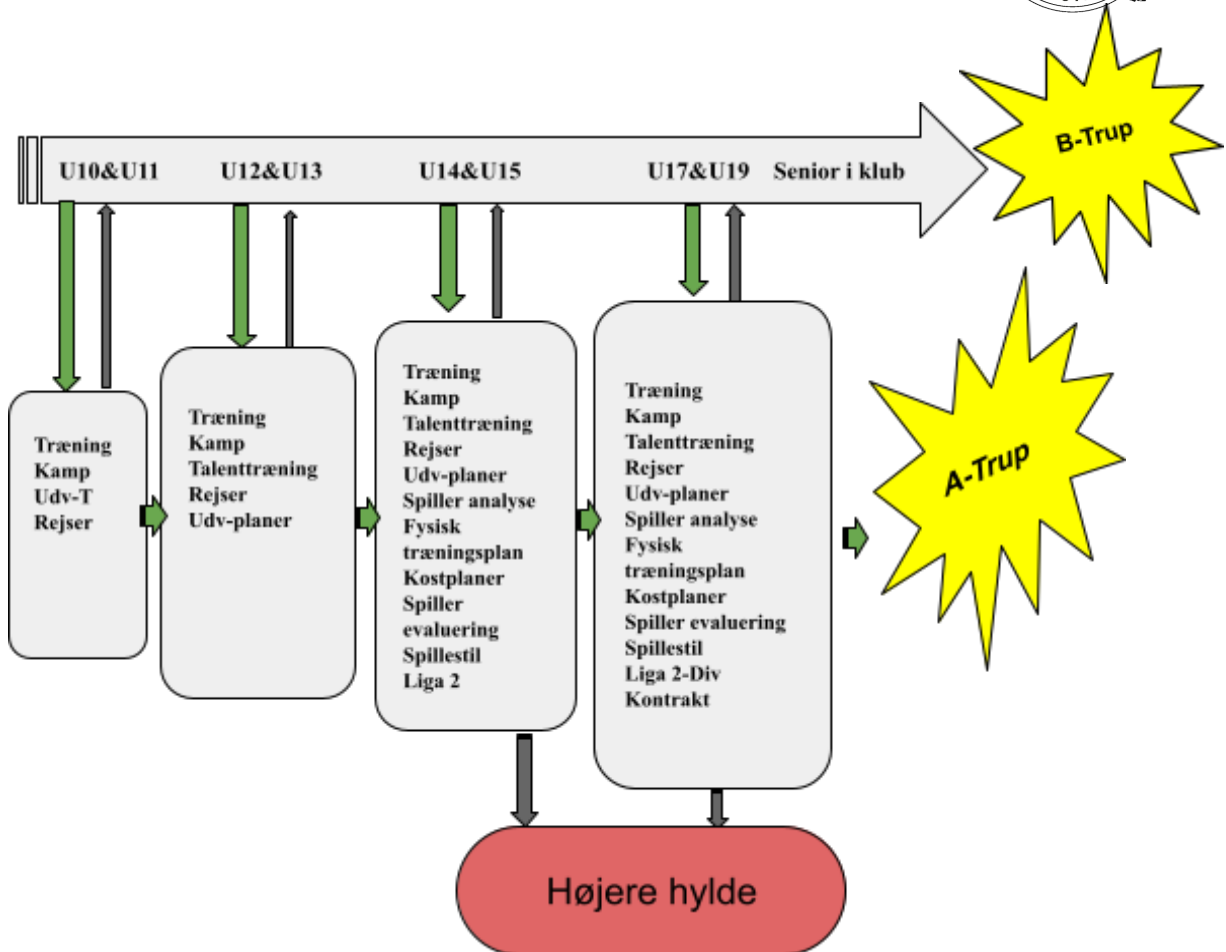 B-Trup
U10&U11 U12&U13 U14&U15 U17&U19 Senior i klub
A-Trup
Træning
Kamp
Udv-T
Rejser
Træning
Kamp
Talenttræning
Rejser
Udv-planer
Træning
Kamp
Talenttræning
Rejser
Udv-planer
Spiller analyse
Fysisk
træningsplan
Kostplaner
Spiller
evaluering
Spillestil
Liga 2
Træning
Kamp
Talenttræning
Rejser
Udv-planer
Spiller analyse
Fysisk
træningsplan
Kostplaner
Spiller evaluering
Spillestil
Liga 2-Div
Kontrakt
Højere hylde